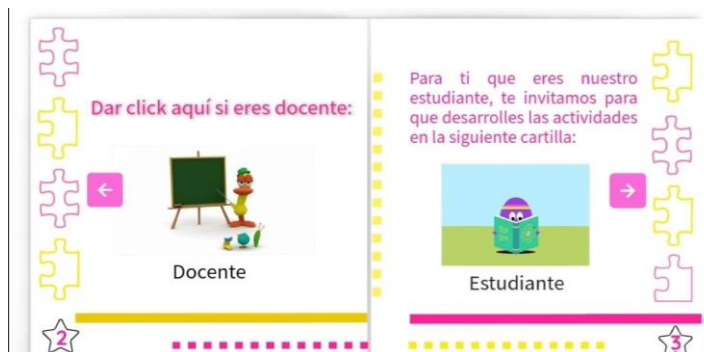 Dar click aquí si eres docente:
Docente
2
Para ti que eres nuestro
estudiante, te invitamos para
que desarrolles las actividades
en la siguiente cartilla:
Estudiante
3